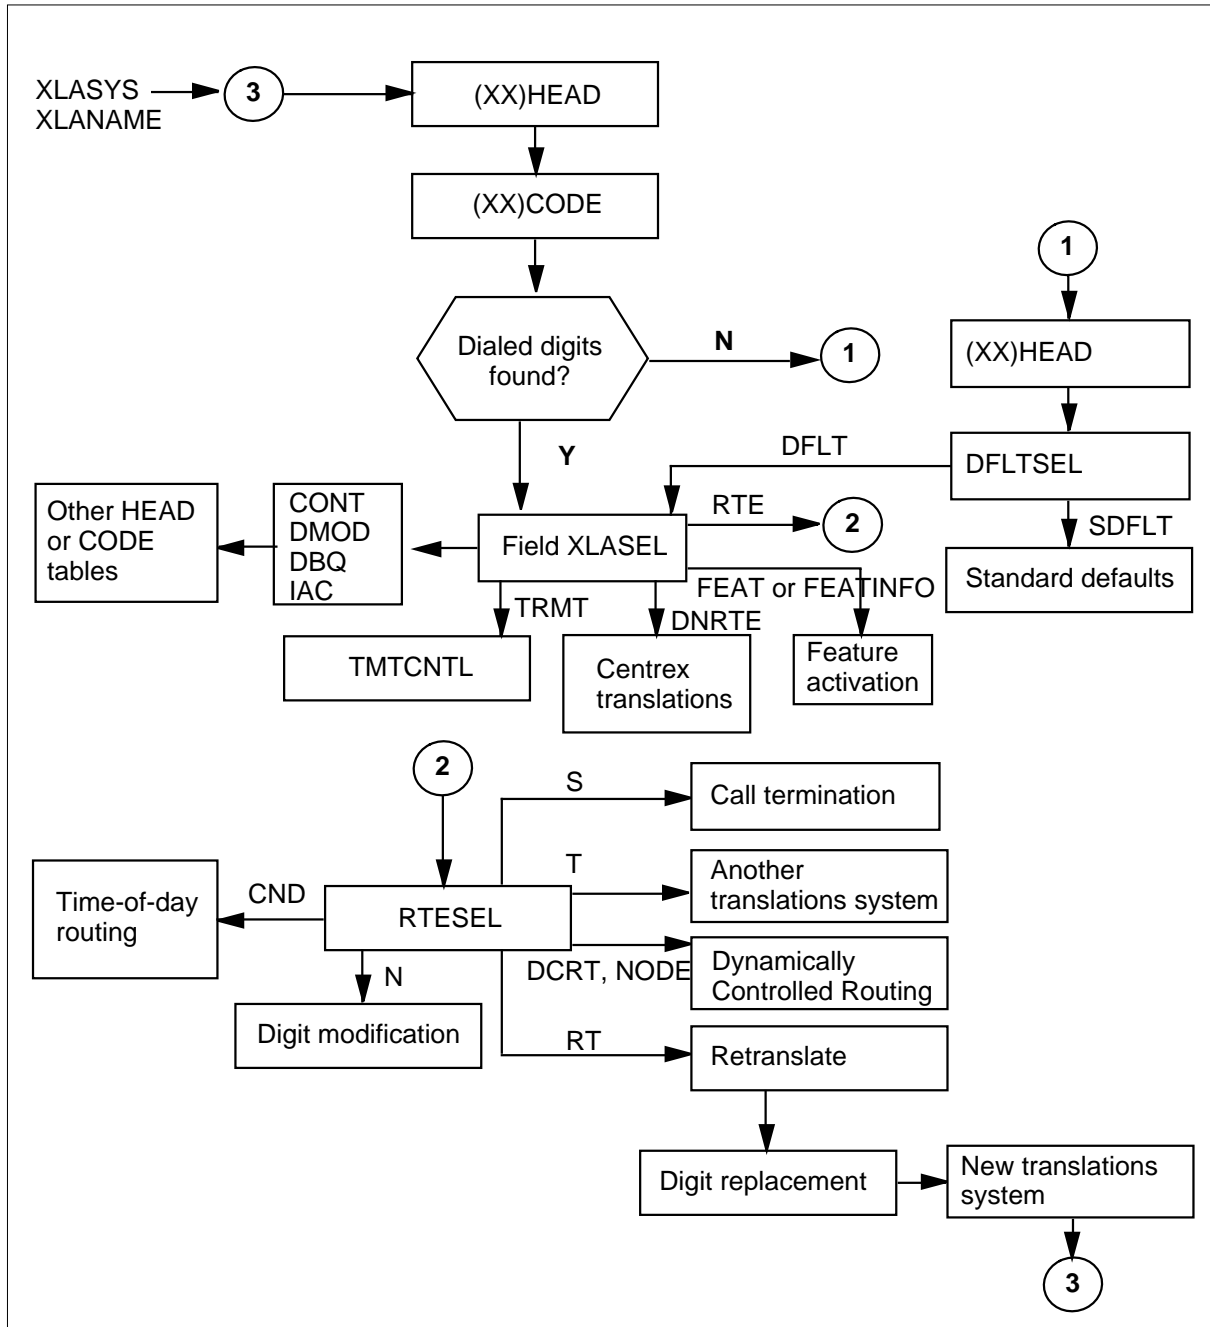 XLASYS
XLANAME
3
(XX)HEAD
(XX)CODE
Dialed digits
found?
N
1
Y
1
(XX)HEAD
DFLTSEL
DFLT
SDFLT
Standard defaults
Other HEAD
or CODE
tables
CONT
DMOD
DBQ
IAC
Field XLASEL
RTE
2
FEAT or FEATINFO
TRMT
DNRTE
TMTCNTL
Centrex
translations
Feature
activation
2
S
Call termination
T
Another
translations system
Time-of-day
routing
CND
RTESEL
DCRT, NODE
Dynamically
Controlled Routing
N
Digit modification
RT
Retranslate
Digit replacement
New translations
system
3